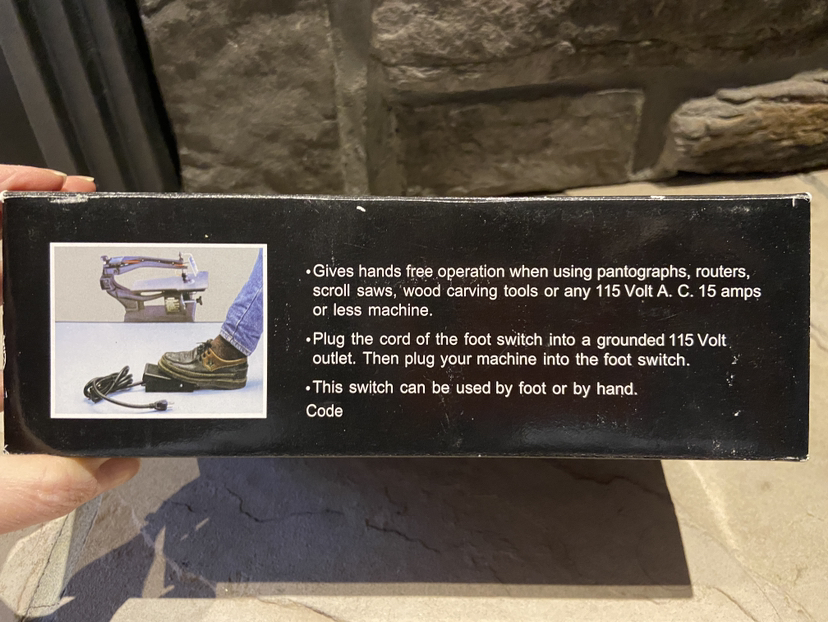 •Gives hands free operation when using pantographs, routers,
scroll saws, wood carving tools or any 115 Volt A. C. 15 amps
or less machine.
•Plug the cord of the foot switch into a grounded 115 Volt
outlet. Then plug your machine into the foot switch.
•This switch can be used by foot or by hand.
Code